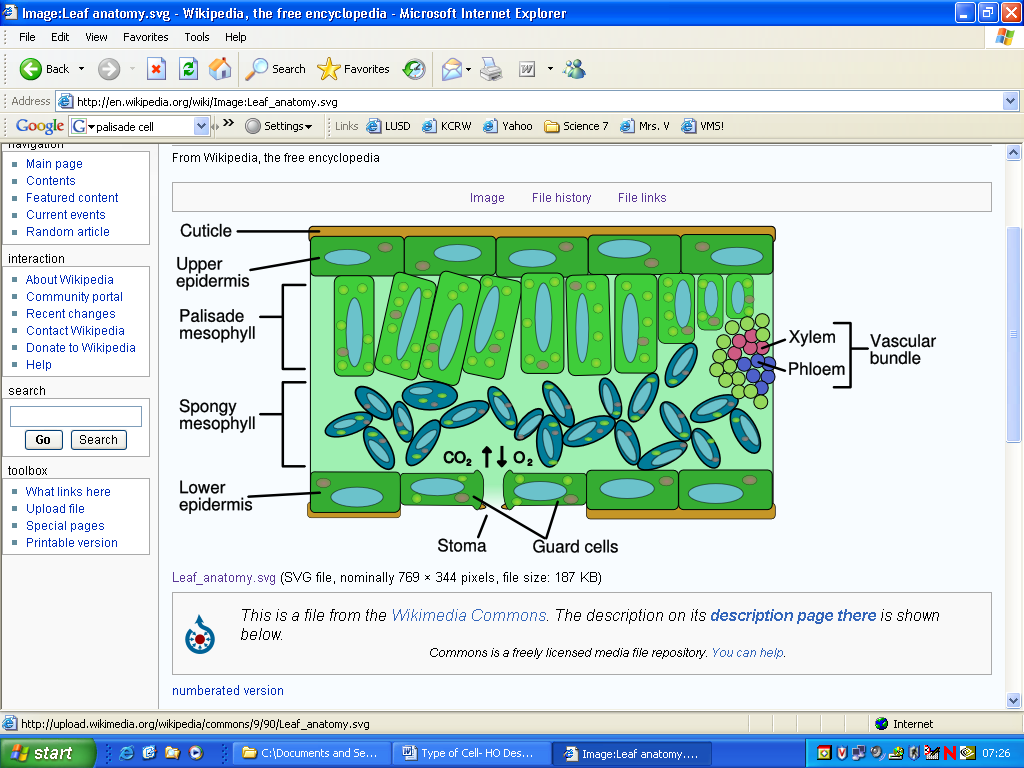 Image:Leaf anatomy.svg - Wikipedia, the free encyclopedia - Microsoft Internet Explorer
File Edit View Favorites Tools Help
Back Search Favorites
Address http://en.wikipedia.org/wiki/Image:Leaf_anatomy.svg
Google palisade cell » Settings Links LUSD KCRW Yahoo Science 7 Mrs. V VMS!
navigation
Main page
Contents
Featured content
Current events
Random article
interaction
About Wikipedia
Community portal
Recent changes
Contact Wikipedia
Donate to Wikipedia
Help
search
Go Search
toolbox
What links here
Upload file
Special pages
Printable version
From Wikipedia, the free encyclopedia
Image File history File links
Cuticle
Upper
epidermis
Palisade
mesophyll
Xylem
Phloem
Vascular
bundle
Spongy
mesophyll
CO₂ O₂
Lower
epidermis
Stoma Guard cells
Leaf_anatomy.svg (SVG file, nominally 769 × 344 pixels, file size: 187 KB)
This is a file from the Wikimedia Commons. The description on its description page there is shown
below.
Commons is a freely licensed media file repository. You can help.
numberated version
http://upload.wikimedia.org/wikipedia/commons/9/90/Leaf_anatomy.svg Internet
start C:\Documents and Se... Type of Cell- HO Des... Image:Leaf anatomy.... 07:26